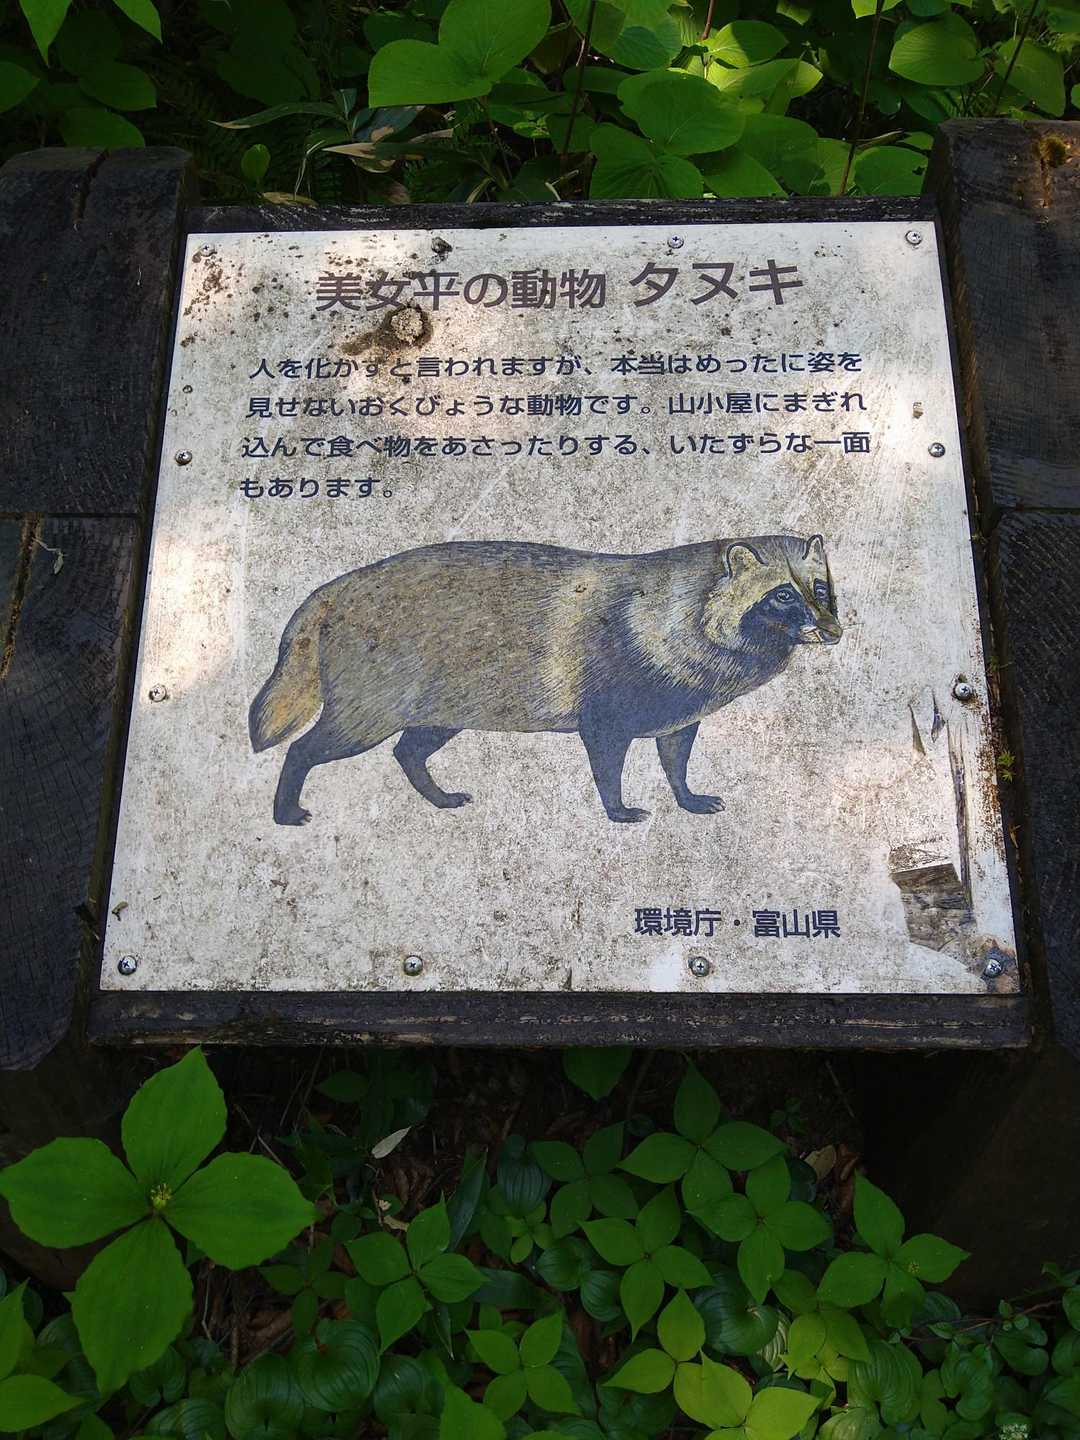 美女平の動物 タヌキ
人を化かすと言われますが、本当はめったに姿を
見せないおくびょうな動物です。山小屋にまぎれ
込んで食べ物をあさったりする、いたずらな一面
もあります。
環境庁・富山県